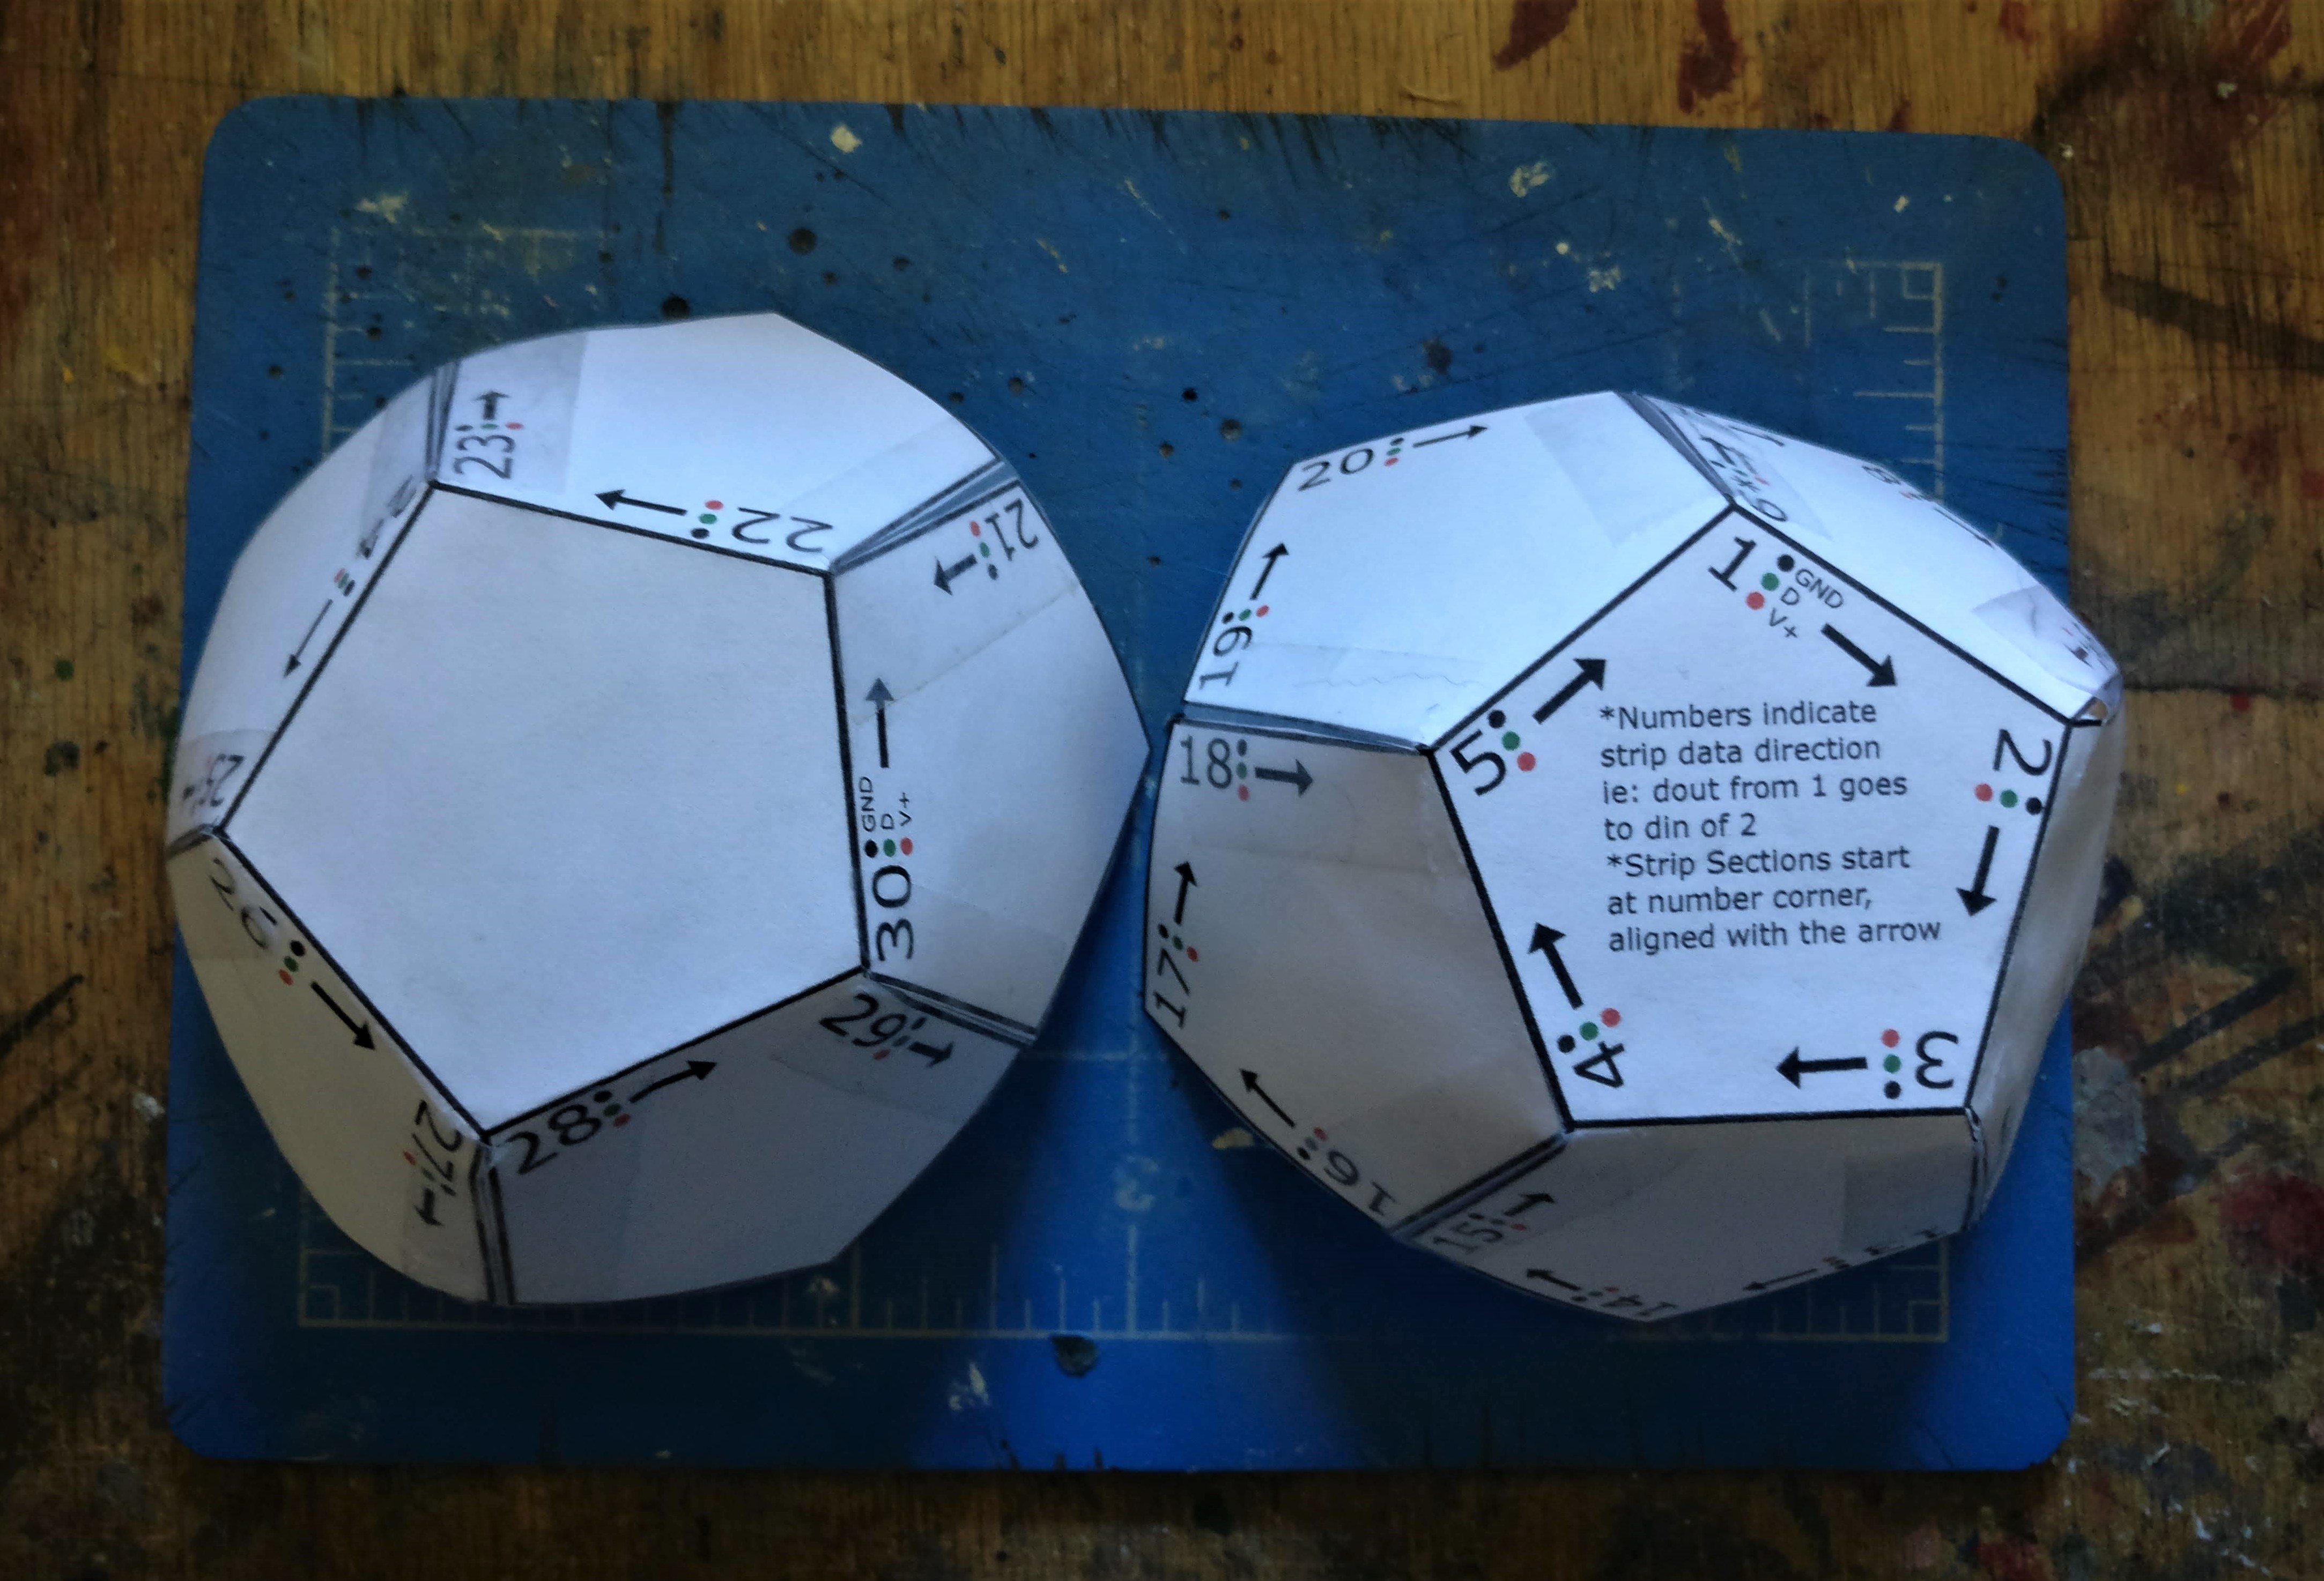 23
22
21
25
26
27
28
29
30
GND
D
V+
20
19
18
17
16
15
14
1
GND
D
V+
2
3
4
5
*Numbers indicate
strip data direction
ie: dout from 1 goes
to din of 2
*Strip Sections start
at number corner,
aligned with the arrow